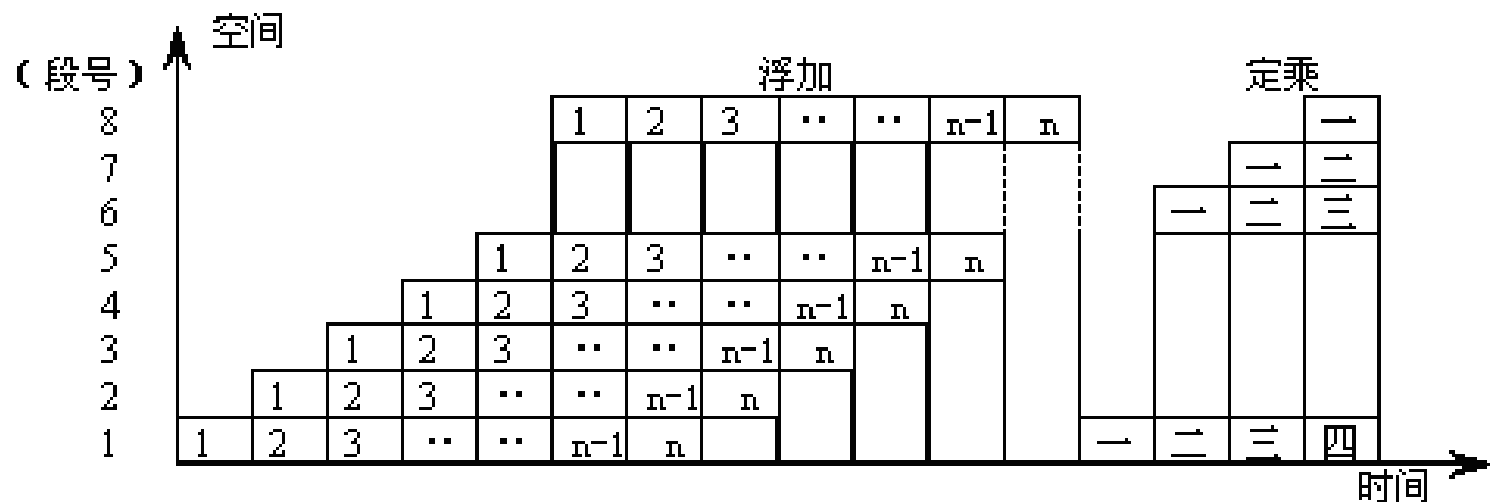 空间
(段号)
浮加 定乘
8 1 2 3 ‥ ‥ n-1 n 一
7 一 二
6 一 二 三
5 1 2 3 ‥ ‥ n-1 n
4 1 2 3 ‥ ‥ n-1 n
3 1 2 3 ‥ ‥ n-1 n
2 1 2 3 ‥ ‥ n-1 n
1 1 2 3 ‥ ‥ n-1 n 一 二 三 四
时间